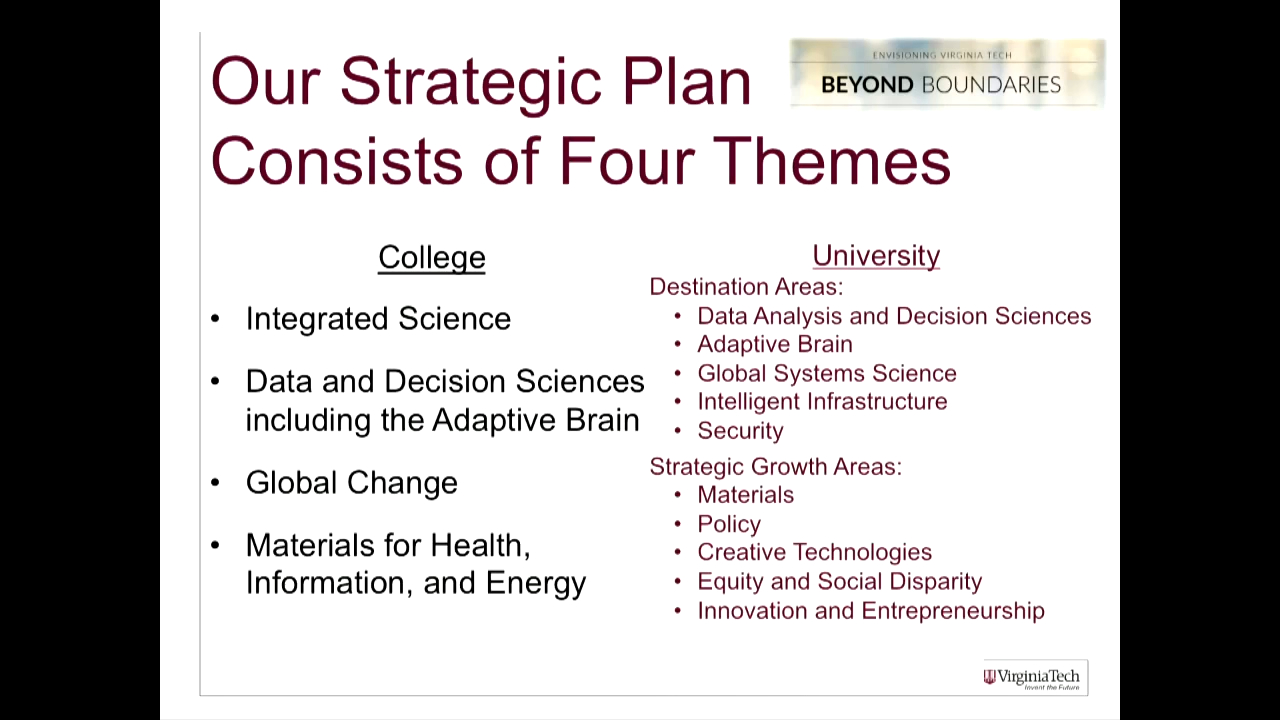 Our Strategic Plan
Consists of Four Themes
ENVISIONING VIRGINIA TECH
BEYOND BOUNDARIES
College
• Integrated Science
• Data and Decision Sciences
including the Adaptive Brain
• Global Change
• Materials for Health,
Information, and Energy
University
Destination Areas:
• Data Analysis and Decision Sciences
• Adaptive Brain
• Global Systems Science
• Intelligent Infrastructure
• Security
Strategic Growth Areas:
• Materials
• Policy
• Creative Technologies
• Equity and Social Disparity
• Innovation and Entrepreneurship
VirginiaTech
Invent the Future